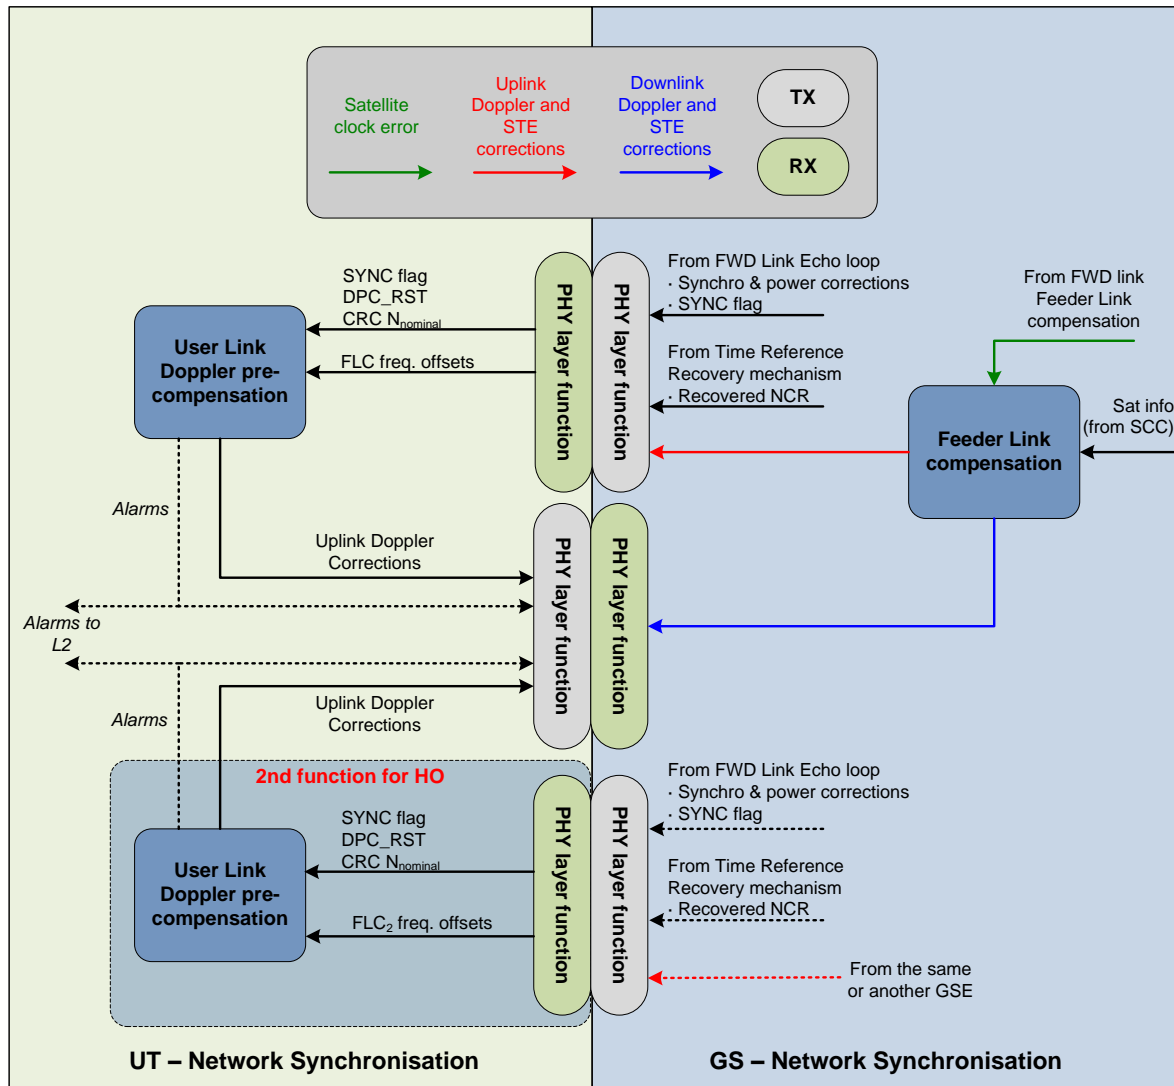 Satellite
clock error
Uplink
Doppler and
STE
corrections
Downlink
Doppler and
STE
corrections
TX
RX
SYNC flag
DPC_RST
CRC Nnominal
FLC freq. offsets
User Link
Doppler pre-
compensation
PHY layer function
PHY layer function
From FWD Link Echo loop
· Synchro & power corrections
· SYNC flag
From Time Reference
Recovery mechanism
· Recovered NCR
From FWD link
Feeder Link
compensation
Sat info
(from SCC)
Feeder Link
compensation
Alarms
Uplink Doppler
Corrections
Alarms to
L2
PHY layer function
PHY layer function
Alarms
Uplink Doppler
Corrections
2nd function for HO
SYNC flag
DPC_RST
CRC Nnominal
FLC2 freq. offsets
User Link
Doppler pre-
compensation
PHY layer function
PHY layer function
From FWD Link Echo loop
· Synchro & power corrections
· SYNC flag
From Time Reference
Recovery mechanism
· Recovered NCR
From the same
or another GSE
UT – Network Synchronisation
GS – Network Synchronisation